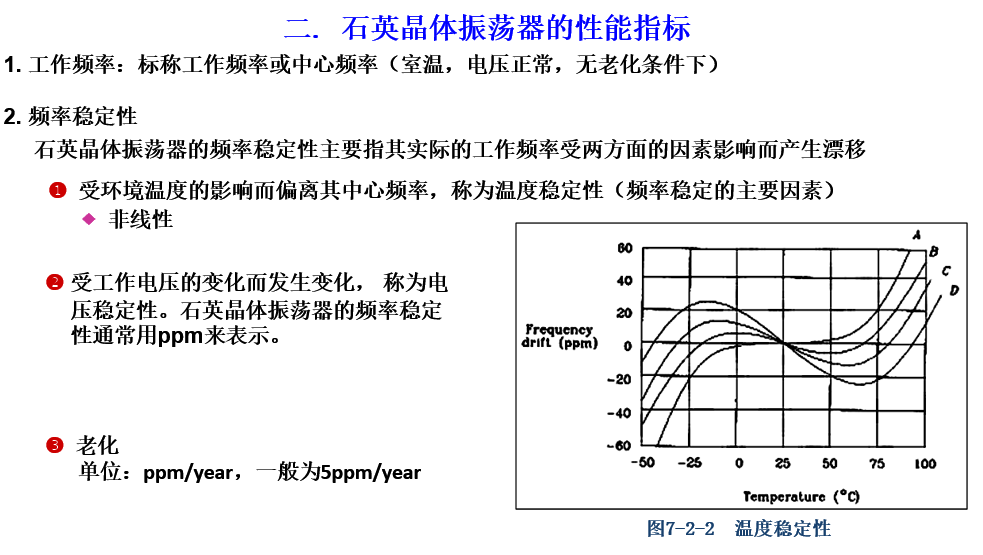 二. 石英晶体振荡器的性能指标
1. 工作频率：标称工作频率或中心频率（室温，电压正常，无老化条件下）
2. 频率稳定性
石英晶体振荡器的频率稳定性主要指其实际的工作频率受两方面的因素影响而产生漂移
❶ 受环境温度的影响而偏离其中心频率，称为温度稳定性（频率稳定的主要因素）
◆ 非线性
❷ 受工作电压的变化而发生变化， 称为电
压稳定性。石英晶体振荡器的频率稳定
性通常用ppm来表示。
❸ 老化
单位：ppm/year，一般为5ppm/year
A
B
C
D
60
40
20
0
-20
-40
-60
Frequency
drift (ppm)
-50 -25 0 25 50 75 100
Temperature (°C)
图7-2-2 温度稳定性